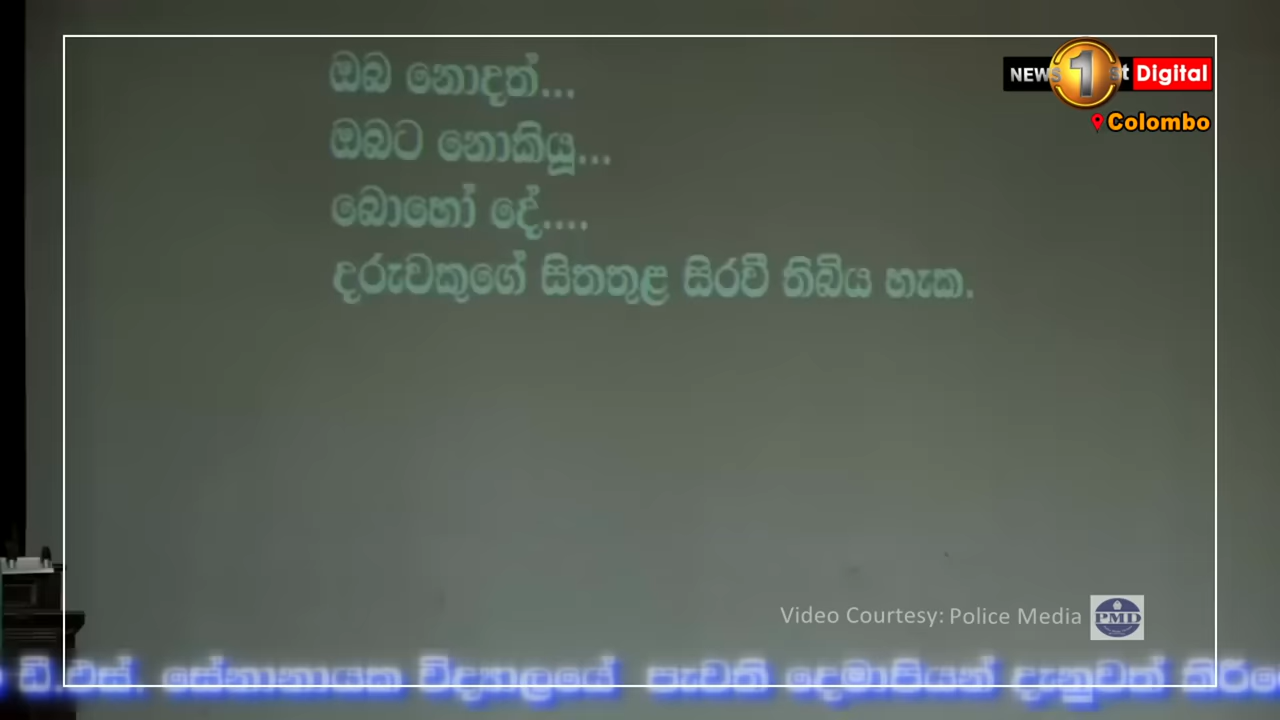 ඔබ නොදත්...
ඔබට නොකියූ...
බොහෝ දේ....
දරුවකුගේ සිතතුළ සිරවී තිබිය හැක.
NEWS 1st Digital
Colombo
Video Courtesy: Police Media
PMD
ඩී.එස්. සේනානායක විද්‍යාලයේ පැවති දෙමාපියන් දැනුවත්